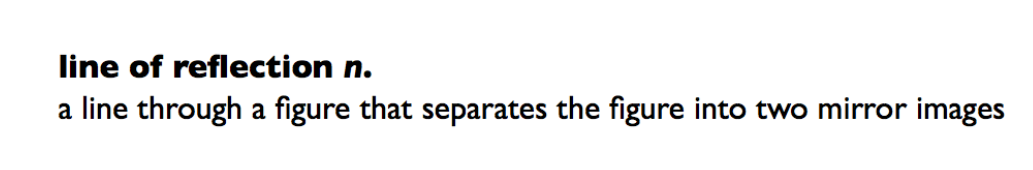 line of reflection n.
a line through a figure that separates the figure into two mirror images